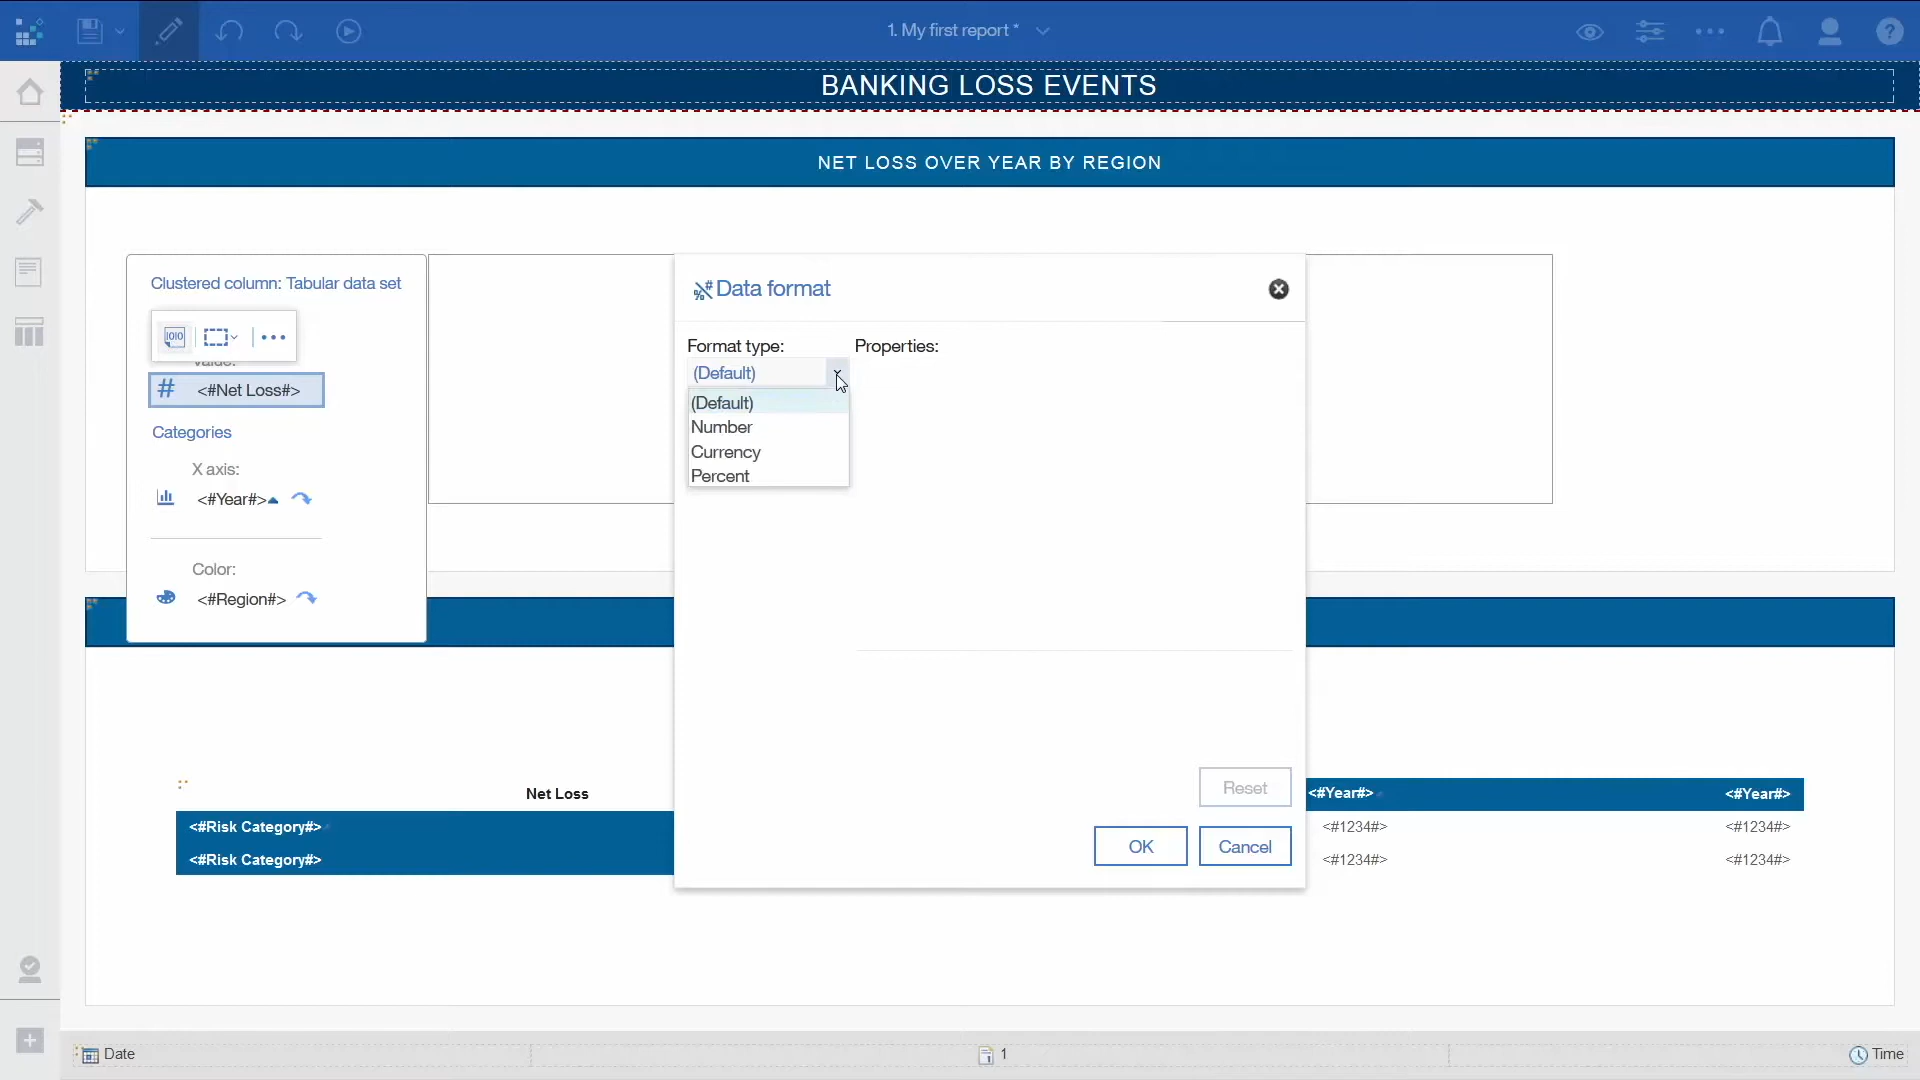 1. My first report *
?
BANKING LOSS EVENTS
NET LOSS OVER YEAR BY REGION
Clustered column: Tabular data set
# <#Net Loss#>
Categories
X axis:
<#Year#>
Color:
<#Region#>
Data format
Format type:
Properties:
(Default)
(Default)
Number
Currency
Percent
Reset
OK
Cancel
Net Loss
<#Year#>
<#Year#>
<#Risk Category#>
<#1234#>
<#1234#>
<#Risk Category#>
<#1234#>
<#1234#>
Date
1
Time